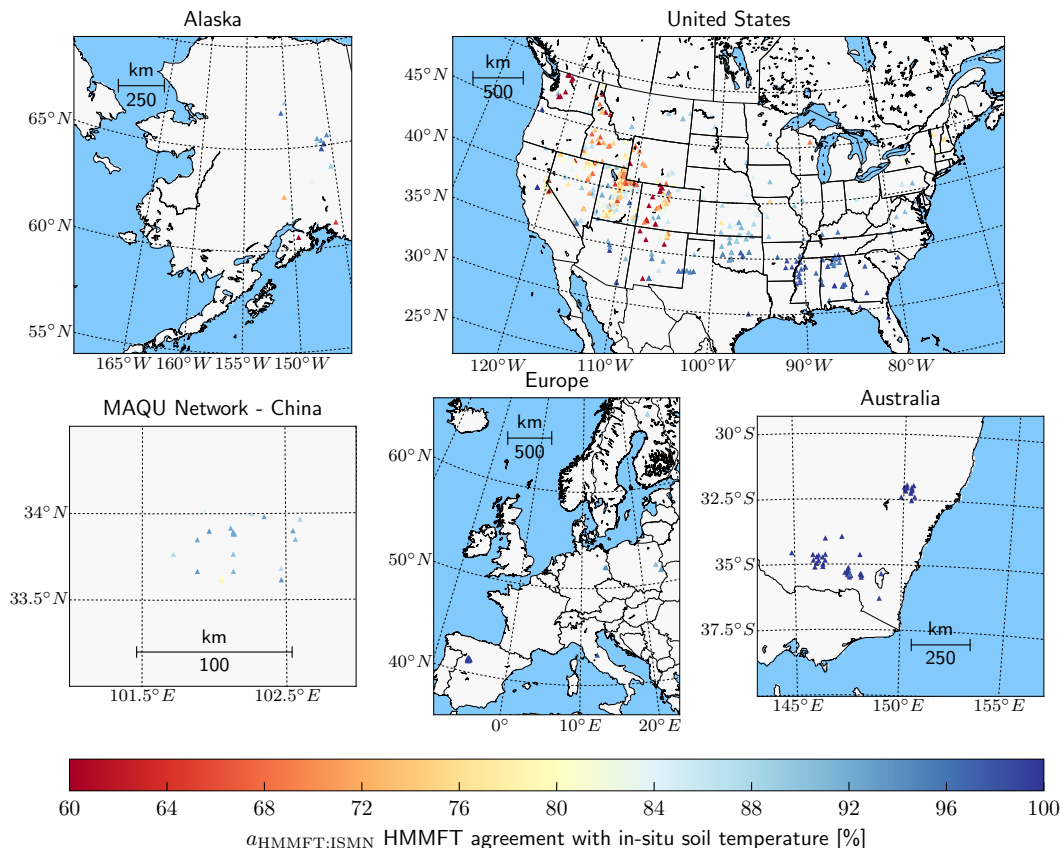 Alaska
km
250
65°N
60°N
55°N
165°W 160°W 155°W 150°W
United States
km
500
45°N
40°N
35°N
30°N
25°N
120°W 110°W 100°W 90°W 80°W
MAQU Network - China
34°N
33.5°N
km
100
101.5°E 102.5°E
Europe
km
500
60°N
50°N
40°N
0° 10°E 20°E
Australia
30°S
32.5°S
35°S
37.5°S
km
250
145°E 150°E 155°E
60 64 68 72 76 80 84 88 92 96 100
aHMMFT:ISMN HMMFT agreement with in-situ soil temperature [%]